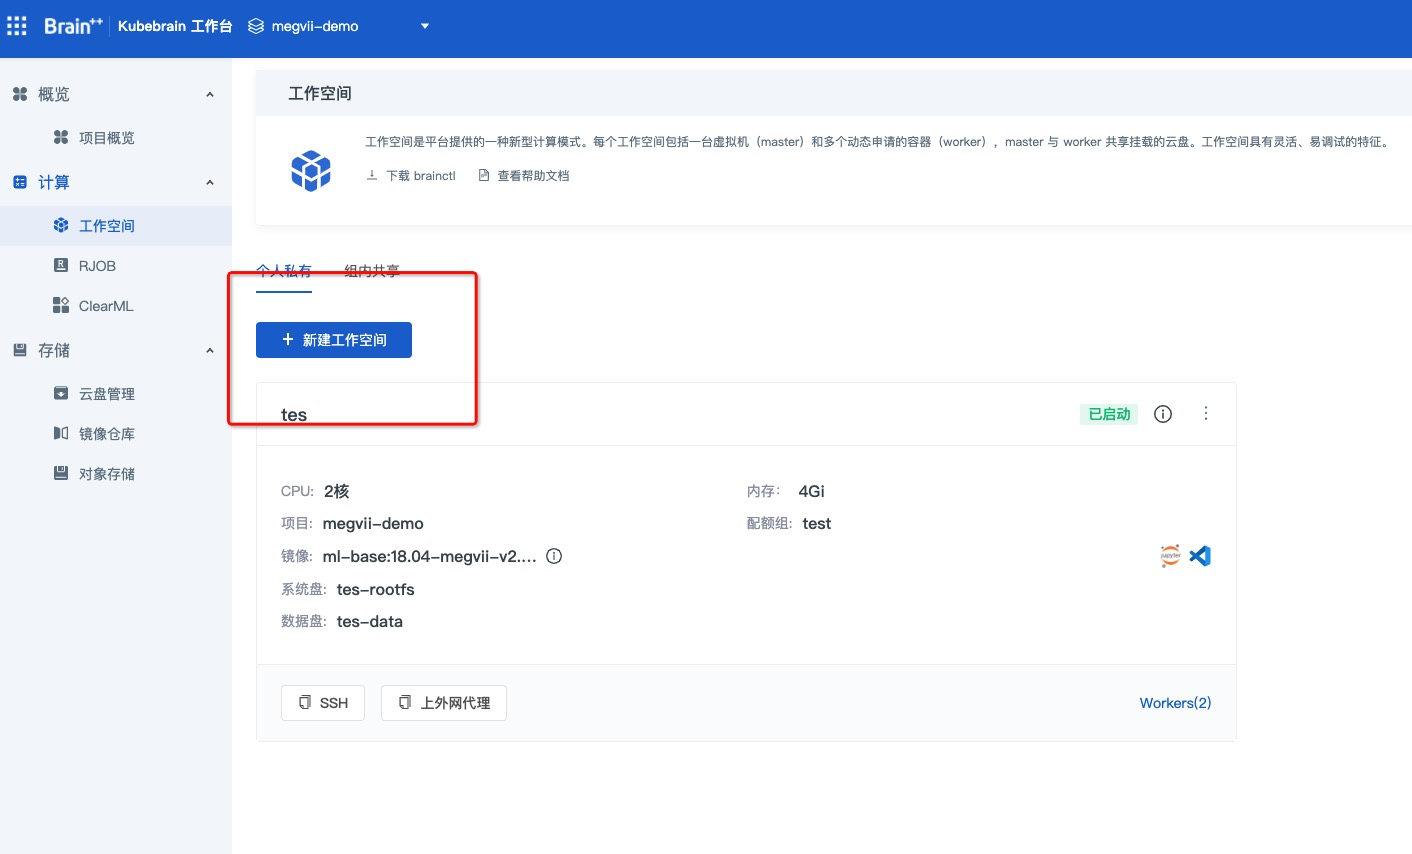 Brain++ Kubebrain 工作台 megvii-demo
概览
项目概览
计算
工作空间
RJOB
ClearML
存储
云盘管理
镜像仓库
对象存储
工作空间
工作空间是平台提供的一种新型计算模式。每个工作空间包括一台虚拟机（master）和多个动态申请的容器（worker），master 与 worker 共享挂载的云盘。工作空间具有灵活、易调试的特征。
下载 brainctl 查看帮助文档
个人私有 组内共享
+ 新建工作空间
tes 已启动
CPU: 2核 内存: 4Gi
项目: megvii-demo 配额组: test
镜像: ml-base:18.04-megvii-v2....
jupyter
系统盘: tes-rootfs
数据盘: tes-data
SSH 上外网代理 Workers(2)